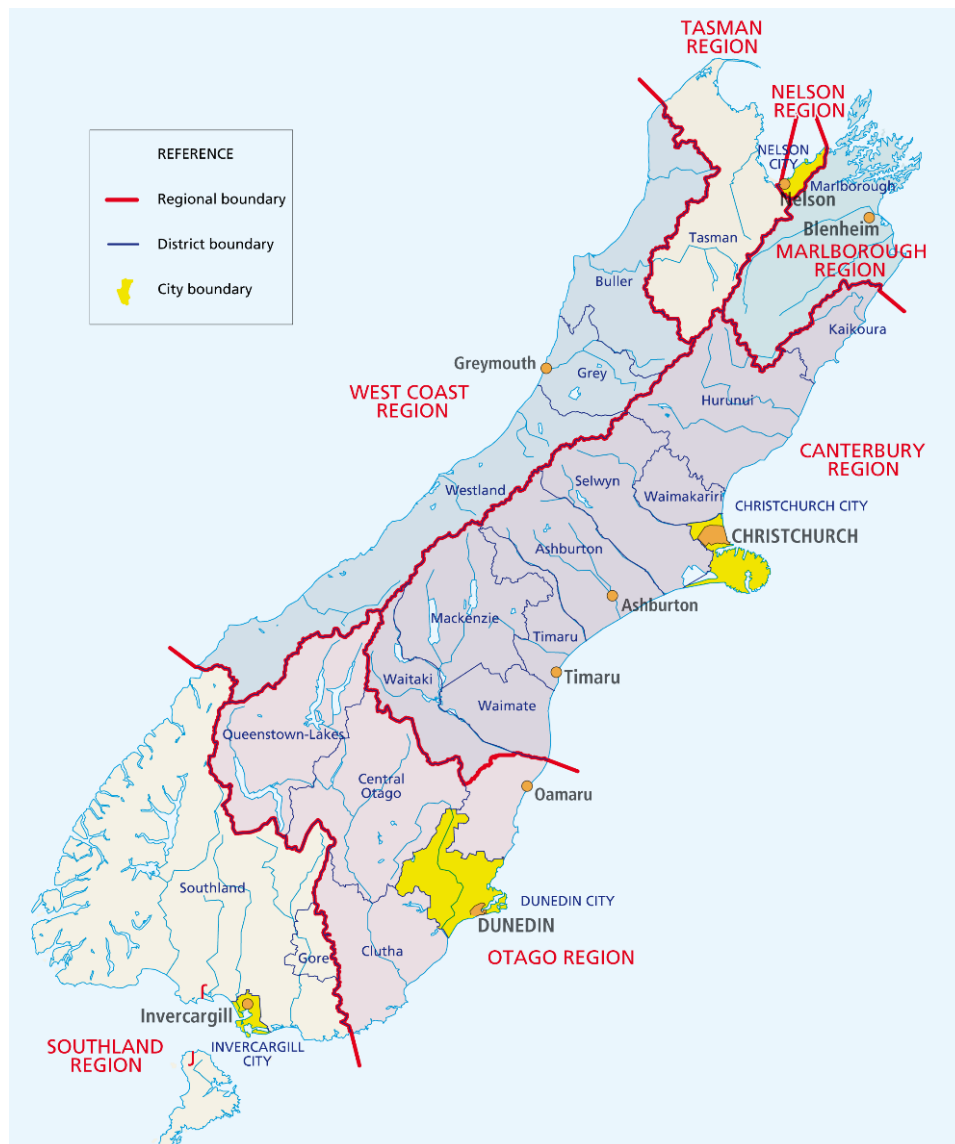 TASMAN
REGION
NELSON
REGION
REFERENCE
Regional boundary
District boundary
City boundary
NELSON
CITY
Nelson
Marlborough
Blenheim
MARLBOROUGH
REGION
Tasman
Buller
Kaikoura
Greymouth
Grey
WEST COAST
REGION
Hurunui
CANTERBURY
REGION
Selwyn
Westland
Waimakariri
CHRISTCHURCH CITY
CHRISTCHURCH
Ashburton
Ashburton
Mackenzie
Timaru
Timaru
Waitaki
Waimate
Queenstown-Lakes
Central
Otago
Oamaru
Southland
DUNEDIN CITY
DUNEDIN
Clutha
OTAGO REGION
Gore
Invercargill
SOUTHLAND
REGION
INVERCARGILL
CITY